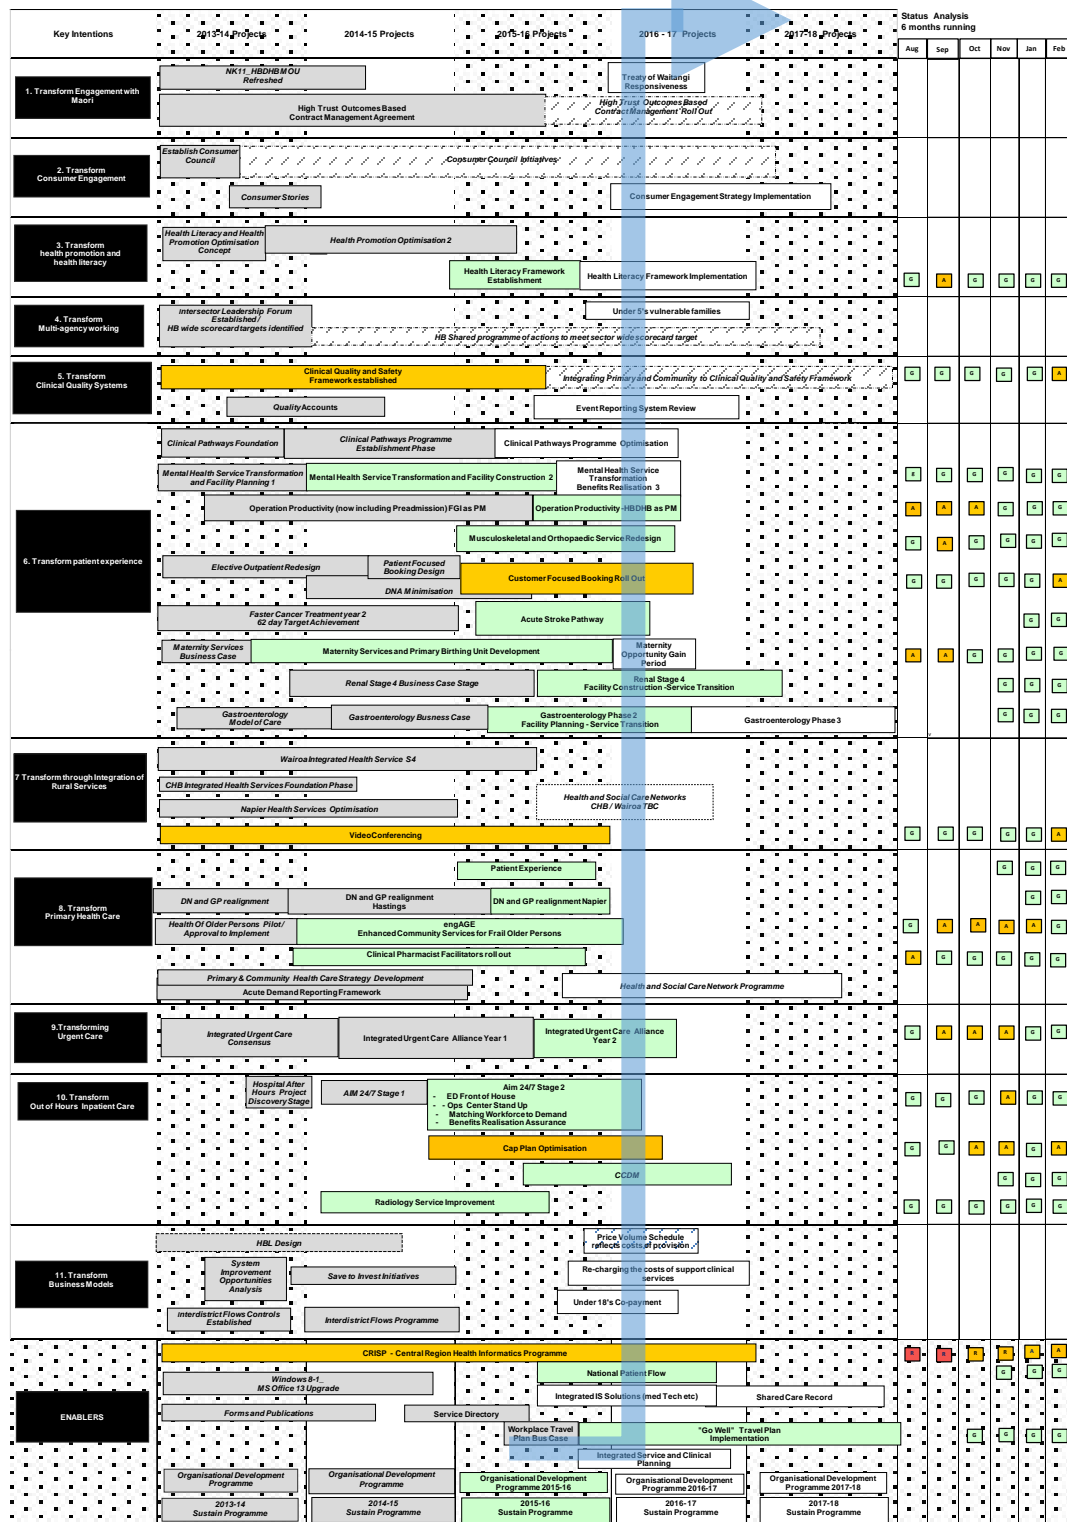 Status Analysis
6 months running
Key Intentions
2013-14 Projects
2014-15 Projects
2015-16 Projects
2016 - 17 Projects
2017-18 Projects
Aug
Sep
Oct
Nov
Jan
Feb
1. Transform Engagement with
Maori
NK11_HBDHB MOU
Refreshed
Treaty of Waitangi
Responsiveness
High Trust Outcomes Based
Contract Management Agreement
High Trust Outcomes Based
Contract Management Roll Out
2. Transform
Consumer Engagement
Establish Consumer
Council
Consumer Council Initiatives
Consumer Stories
Consumer Engagement Strategy Implementation
3. Transform
health promotion and
health literacy
Health Literacy and Health
Promotion Optimisation
Concept
Health Promotion Optimisation 2
Health Literacy Framework
Establishment
Health Literacy Framework Implementation
G A G G G G
4. Transform
Multi-agency working
Intersector Leadership Forum
Established /
HB wide scorecard targets identified
Under 5's vulnerable families
HB Shared programme of actions to meet sector wide scorecard target
5. Transform
Clinical Quality Systems
Clinical Quality and Safety
Framework established
Integrating Primary and Community to Clinical Quality and Safety Framework
G G G G G A
Quality Accounts
Event Reporting System Review
6. Transform patient experience
Clinical Pathways Foundation
Clinical Pathways Programme
Establishment Phase
Clinical Pathways Programme Optimisation
Mental Health Service Transformation
and Facility Planning 1
Mental Health Service Transformation and Facility Construction 2
Mental Health Service
Transformation
Benefits Realisation 3
E G G G G G
Operation Productivity (now including Preadmission) FGI as PM
Operation Productivity -HBDHB as PM
A A A G G G
Musculoskeletal and Orthopaedic Service Redesign
G A G G G G
Elective Outpatient Redesign
Patient Focused
Booking Design
Customer Focused Booking Roll Out
G G G G G A
DNA Minimisation
Faster Cancer Treatment year 2
62 day Target Achievement
Acute Stroke Pathway
G G
Maternity Services
Business Case
Maternity Services and Primary Birthing Unit Development
Maternity
Opportunity Gain
Period
A A G G G G
Renal Stage 4 Business Case Stage
Renal Stage 4
Facility Construction -Service Transition
G G G
Gastroenterology
Model of Care
Gastroenterology Business Case
Gastroenterology Phase 2
Facility Planning - Service Transition
Gastroenterology Phase 3
G G G
7 Transform through Integration of
Rural Services
Wairoa Integrated Health Service S4
CHB Integrated Health Services Foundation Phase
Health and Social Care Networks
CHB / Wairoa TBC
Napier Health Services Optimisation
Video Conferencing
G G G G G A
8. Transform
Primary Health Care
Patient Experience
G G G
DN and GP realignment
DN and GP realignment
Hastings
DN and GP realignment Napier
G G
Health Of Older Persons Pilot /
Approval to Implement
engAGE
Enhanced Community Services for Frail Older Persons
G A A A A G
Clinical Pharmacist Facilitators roll out
A G G G G G
Primary & Community Health Care Strategy Development
Acute Demand Reporting Framework
Health and Social Care Network Programme
9.Transforming
Urgent Care
Integrated Urgent Care
Consensus
Integrated Urgent Care Alliance Year 1
Integrated Urgent Care Alliance
Year 2
G A A A G G
10. Transform
Out of Hours Inpatient Care
Hospital After
Hours Project
Discovery Stage
AIM 24/7 Stage 1
Aim 24/7 Stage 2
- ED Front of House
- - Ops Center Stand Up
- Matching Workforce to Demand
- Benefits Realisation Assurance
G G G A G G
Cap Plan Optimisation
G G A A G A
CCDM
G G G
Radiology Service Improvement
G G G G G G
11. Transform
Business Models
HBL Design
Price Volume Schedule
reflects costs of provision
System
Improvement
Opportunities
Analysis
Save to Invest Initiatives
Re-charging the costs of support clinical
services
Under 18's Co-payment
Interdistrict Flows Controls
Established
Interdistrict Flows Programme
ENABLERS
CRISP - Central Region Health Informatics Programme
R R R R A A
National Patient Flow
G G G
Windows 8-1_
MS Office 13 Upgrade
Integrated IS Solutions (med Tech etc)
Shared Care Record
Forms and Publications
Service Directory
Workplace Travel
Plan Bus Case
"Go Well" Travel Plan
Implementation
G G G G
Integrated Service and Clinical
Planning
Organisational Development
Programme
Organisational Development
Programme
Organisational Development
Programme 2015-16
Organisational Development
Programme 2016-17
Organisational Development
Programme 2017-18
2013-14
Sustain Programme
2014-15
Sustain Programme
2015-16
Sustain Programme
2016-17
Sustain Programme
2017-18
Sustain Programme